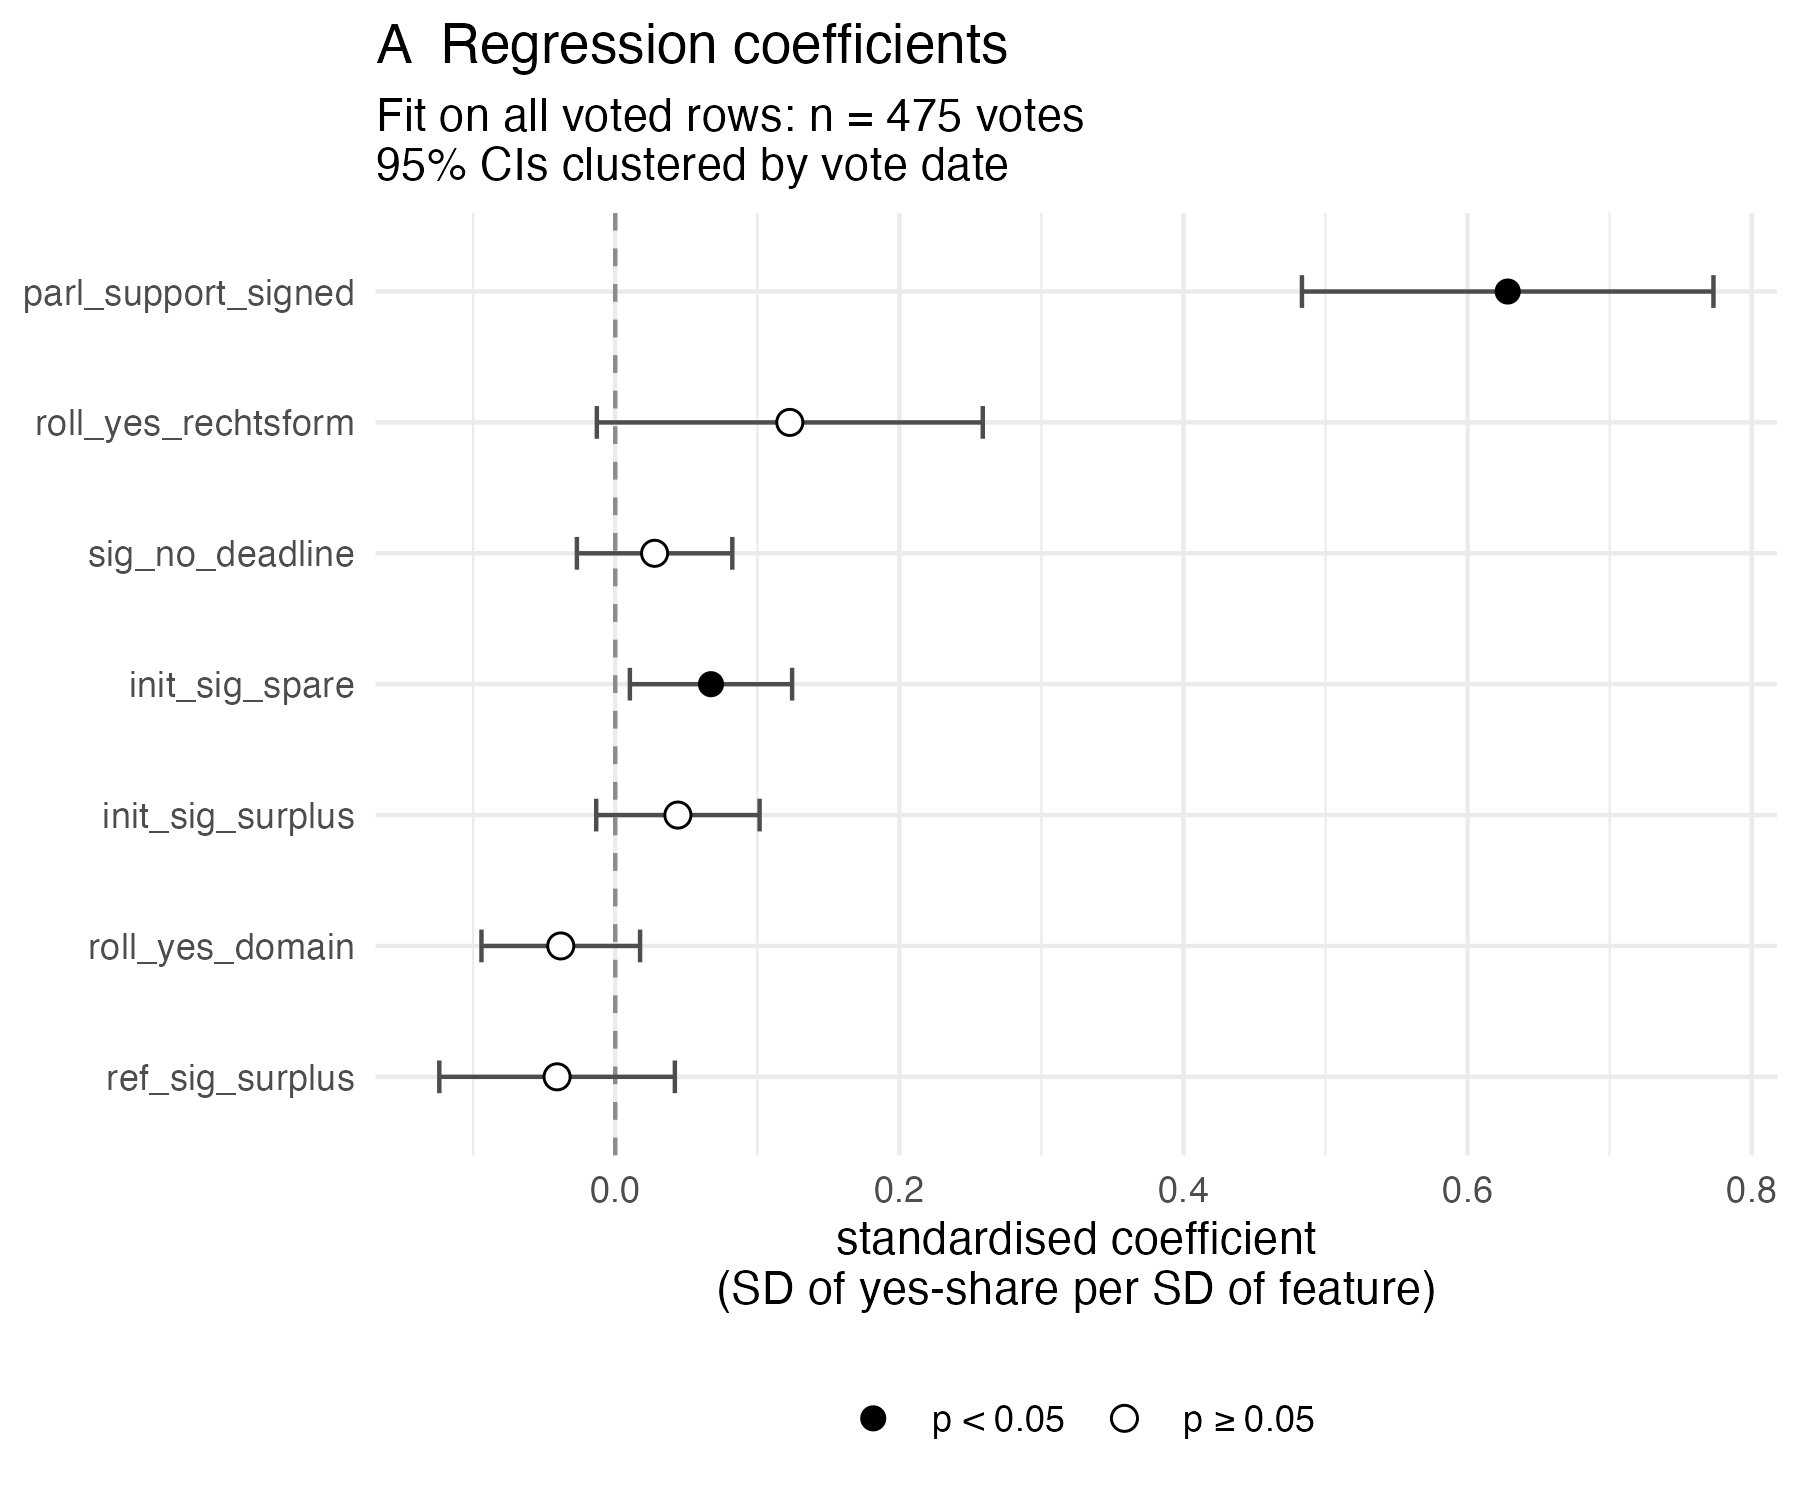 A  Regression coefficients
Fit on all voted rows: n = 475 votes
95% CIs clustered by vote date
parl_support_signed
roll_yes_rechtsform
sig_no_deadline
init_sig_spare
init_sig_surplus
roll_yes_domain
ref_sig_surplus
0.0 0.2 0.4 0.6 0.8
standardised coefficient
(SD of yes-share per SD of feature)
p < 0.05 p ≥ 0.05